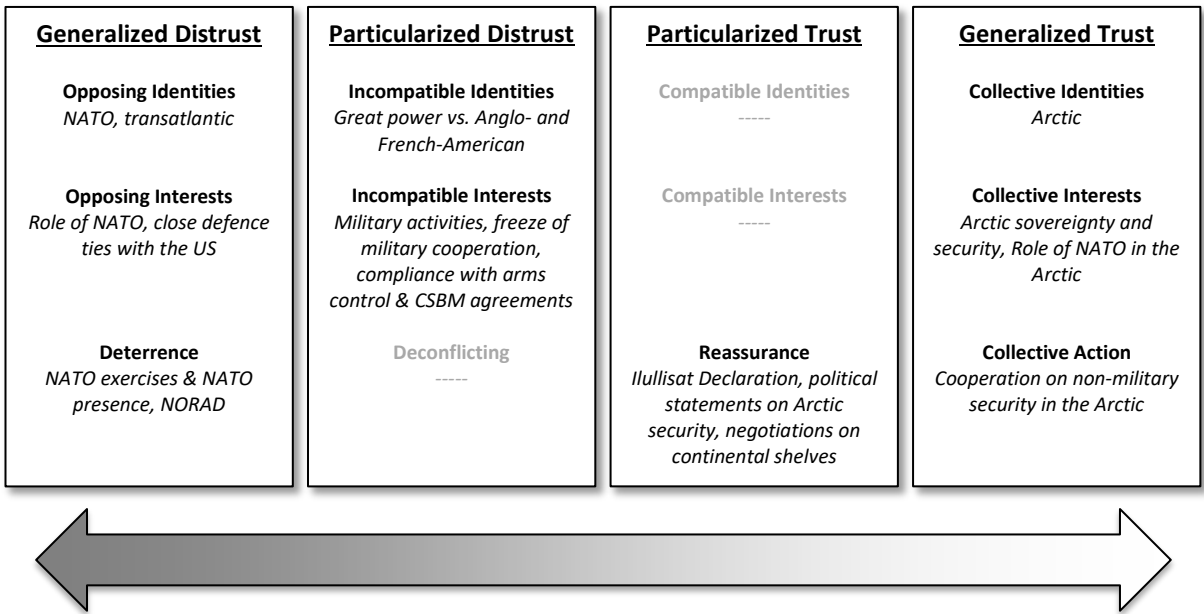 Generalized Distrust
Opposing Identities
NATO, transatlantic
Opposing Interests
Role of NATO, close defence
ties with the US
Deterrence
NATO exercises & NATO
presence, NORAD
Particularized Distrust
Incompatible Identities
Great power vs. Anglo- and
French-American
Incompatible Interests
Military activities, freeze of
military cooperation,
compliance with arms
control & CSBM agreements
Deconflicting
-----
Particularized Trust
Compatible Identities
-----
Compatible Interests
-----
Reassurance
Ilullisat Declaration, political
statements on Arctic
security, negotiations on
continental shelves
Generalized Trust
Collective Identities
Arctic
Collective Interests
Arctic sovereignty and
security, Role of NATO in the
Arctic
Collective Action
Cooperation on non-military
security in the Arctic